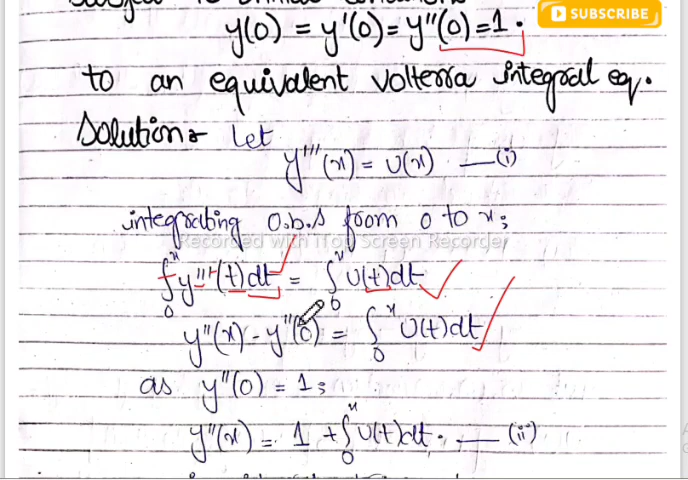 SUBSCRIBE
y(0) = y'(0) = y''(0) = 1.
to an equivalent volterra integral eq.
Solution:- Let
y'''(x) = u(x) —(i)
integrating o.b.s from 0 to x;
Recorded with iTop Screen Recorder
∫₀ˣ y'''(t)dt = ∫₀ˣ u(t)dt
y''(x) - y''(0) = ∫₀ˣ u(t)dt
as y''(0) = 1;
y''(x) = 1 + ∫₀ˣ u(t)dt. —(ii)